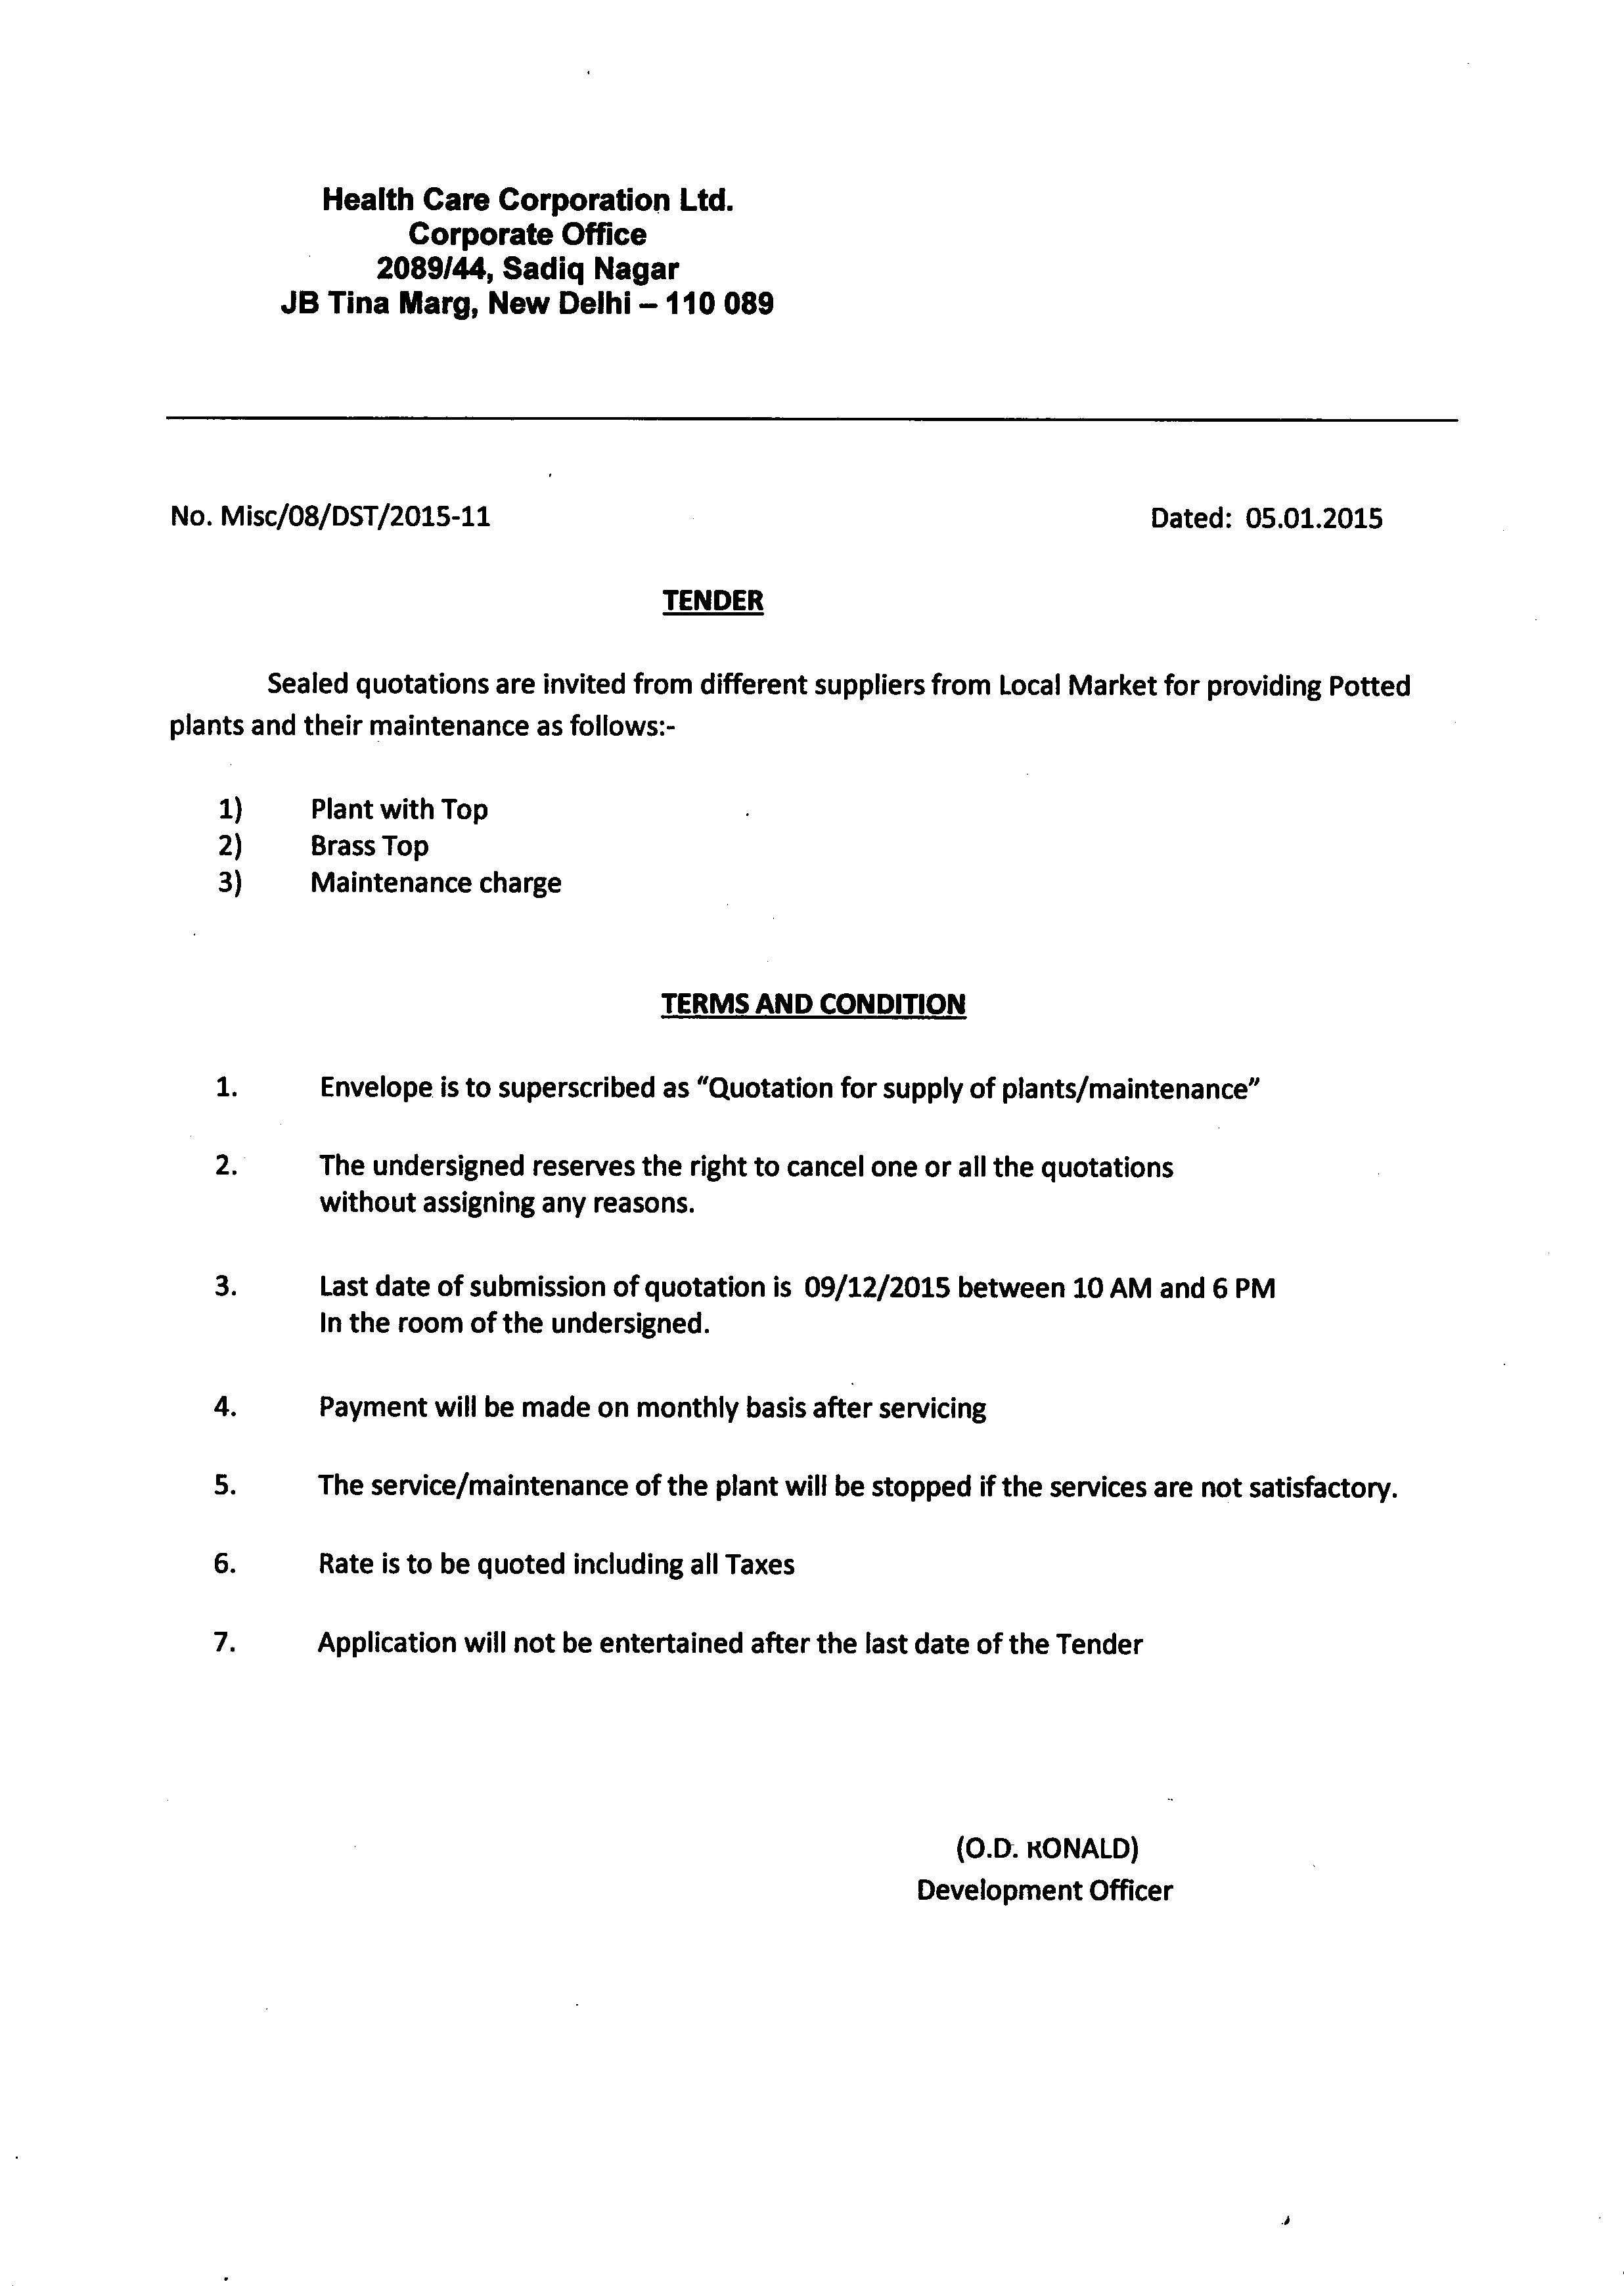 Health Care Corporation Ltd.
Corporate Office
2089/44, Sadiq Nagar
JB Tina Marg, New Delhi – 110 089
No. Misc/08/DST/2015-11 Dated: 05.01.2015
TENDER
Sealed quotations are invited from different suppliers from Local Market for providing Potted
plants and their maintenance as follows:-
1) Plant with Top
2) Brass Top
3) Maintenance charge
TERMS AND CONDITION
1. Envelope is to superscribed as “Quotation for supply of plants/maintenance”
2. The undersigned reserves the right to cancel one or all the quotations
without assigning any reasons.
3. Last date of submission of quotation is 09/12/2015 between 10 AM and 6 PM
In the room of the undersigned.
4. Payment will be made on monthly basis after servicing
5. The service/maintenance of the plant will be stopped if the services are not satisfactory.
6. Rate is to be quoted including all Taxes
7. Application will not be entertained after the last date of the Tender
(O.D. RONALD)
Development Officer